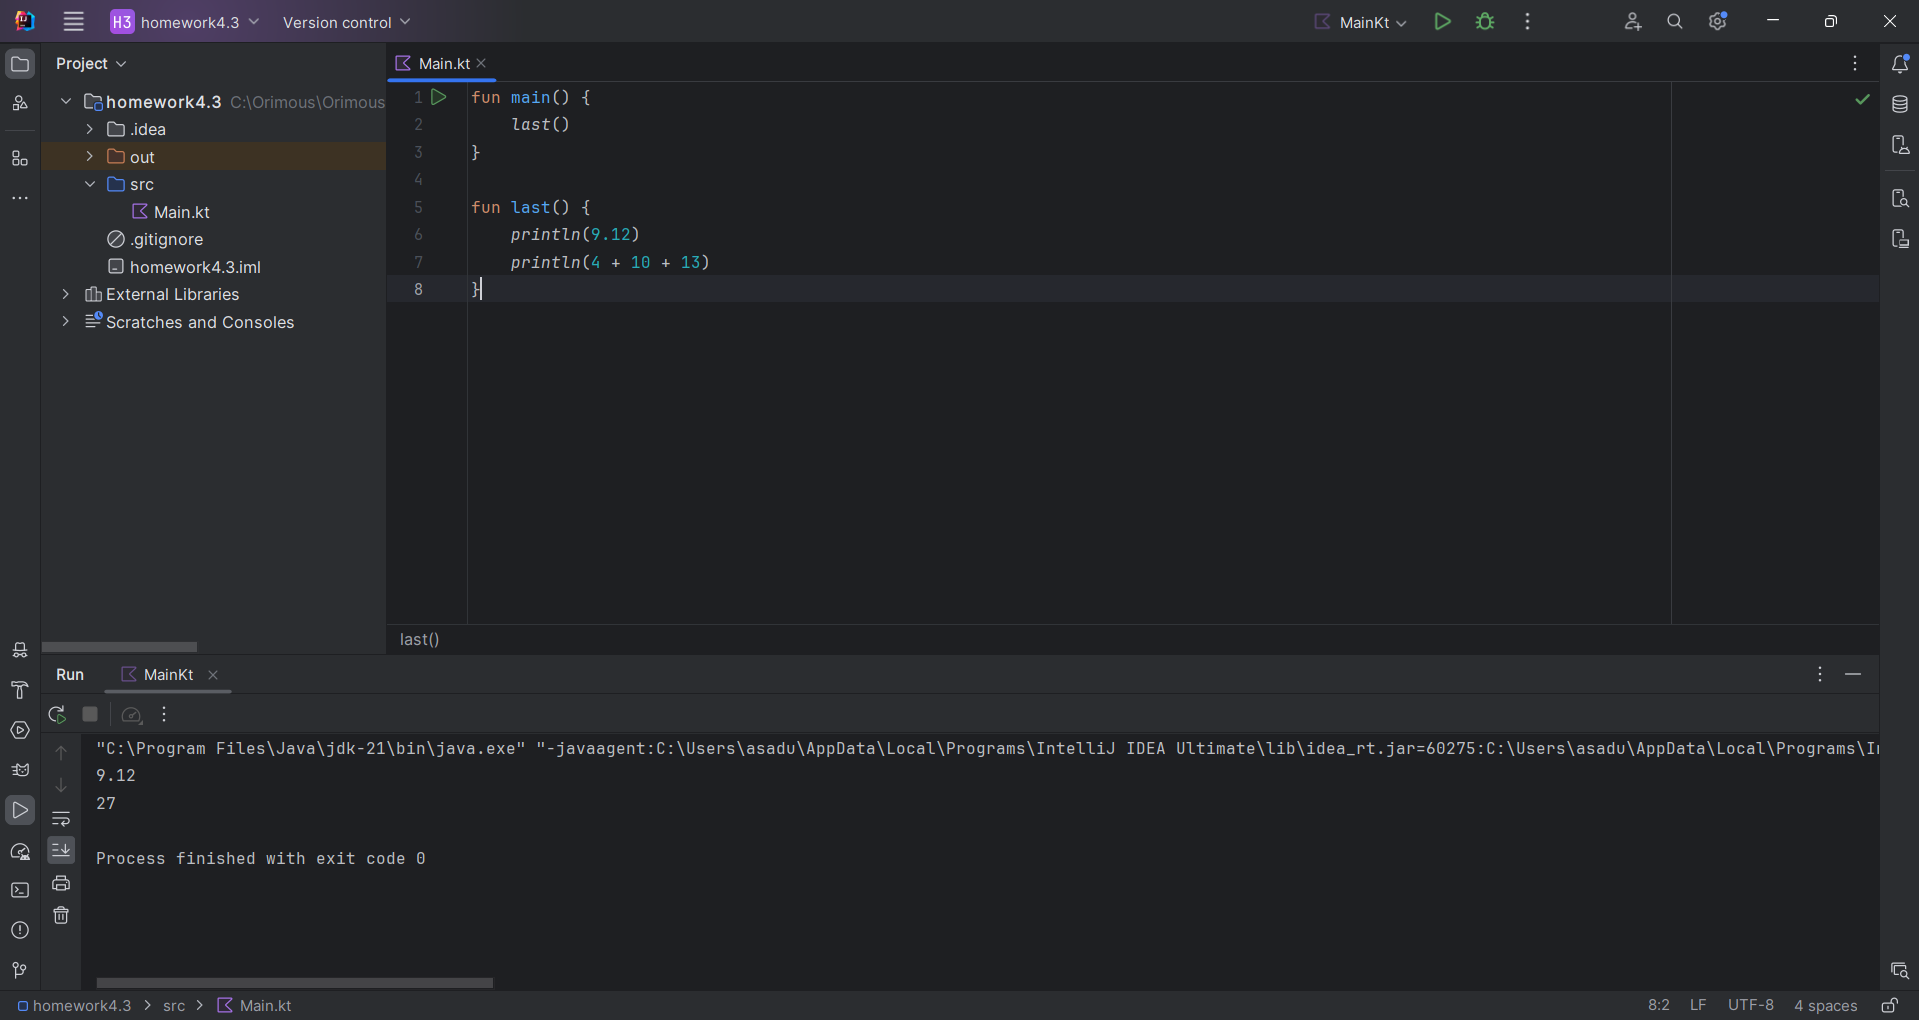 H3 homework4.3 Version control MainKt
Project
Main.kt
homework4.3 C:\Orimous\Orimous
.idea
out
src
Main.kt
.gitignore
homework4.3.iml
External Libraries
Scratches and Consoles
1 fun main() {
2 last()
3 }
4
5 fun last() {
6 println(9.12)
7 println(4 + 10 + 13)
8 }
last()
Run MainKt
"C:\Program Files\Java\jdk-21\bin\java.exe" "-javaagent:C:\Users\asadu\AppData\Local\Programs\IntelliJ IDEA Ultimate\lib\idea_rt.jar=60275:C:\Users\asadu\AppData\Local\Programs\I
9.12
27
Process finished with exit code 0
homework4.3 > src > Main.kt 8:2 LF UTF-8 4 spaces